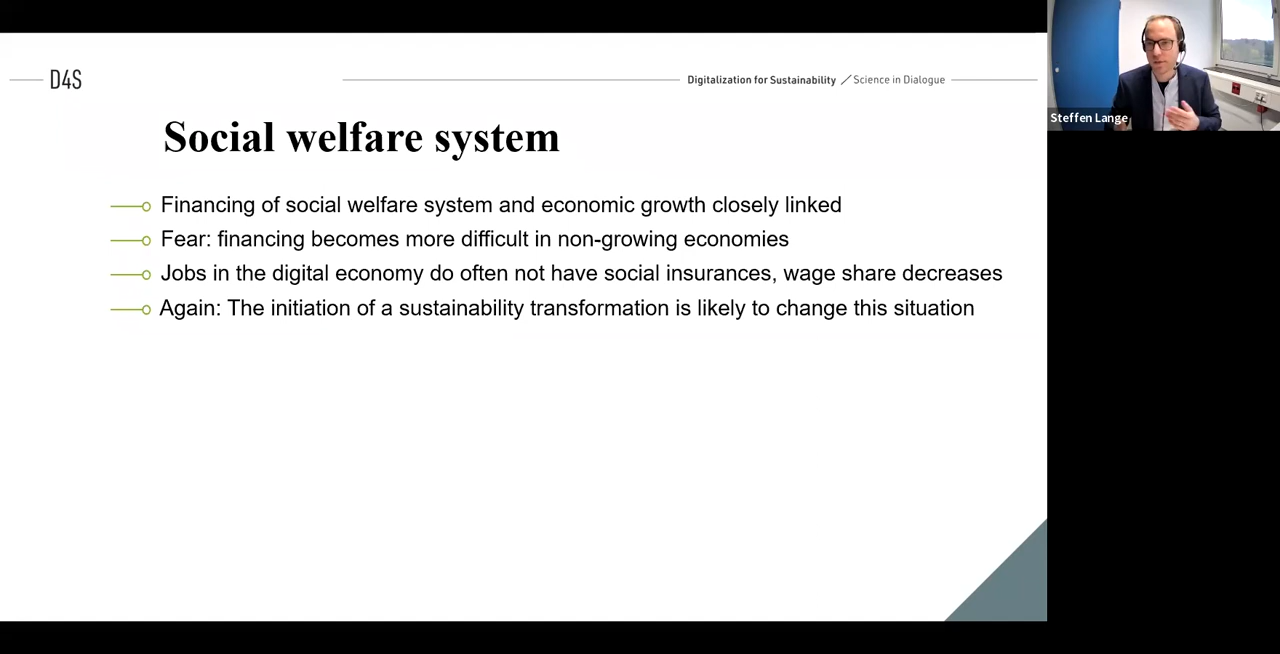 D4S
Digitalization for Sustainability / Science in Dialogue
Steffen Lange
Social welfare system
Financing of social welfare system and economic growth closely linked
Fear: financing becomes more difficult in non-growing economies
Jobs in the digital economy do often not have social insurances, wage share decreases
Again: The initiation of a sustainability transformation is likely to change this situation